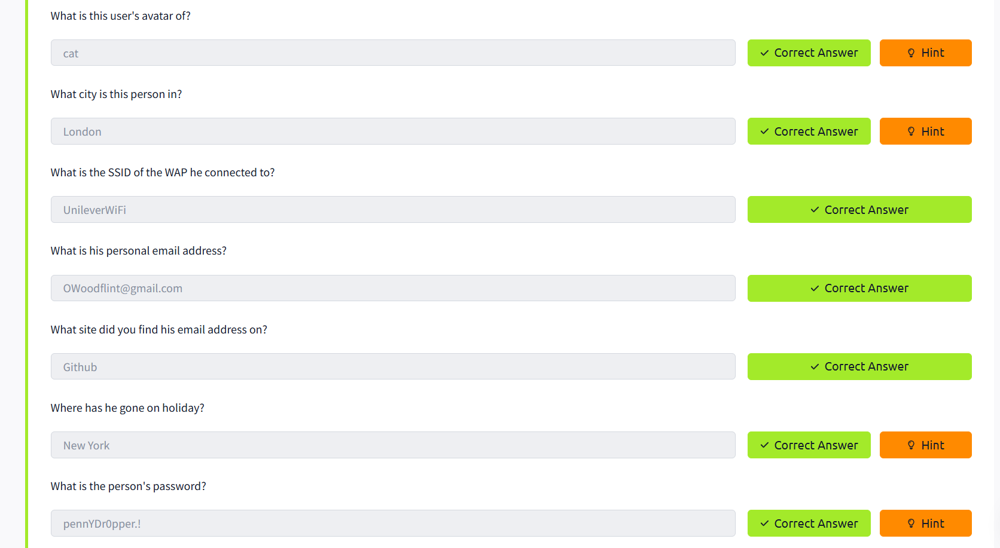 What is this user's avatar of?
cat
Correct Answer
Hint
What city is this person in?
London
Correct Answer
Hint
What is the SSID of the WAP he connected to?
UnileverWiFi
Correct Answer
What is his personal email address?
OWoodflint@gmail.com
Correct Answer
What site did you find his email address on?
Github
Correct Answer
Where has he gone on holiday?
New York
Correct Answer
Hint
What is the person's password?
pennYDr0pper.!
Correct Answer
Hint